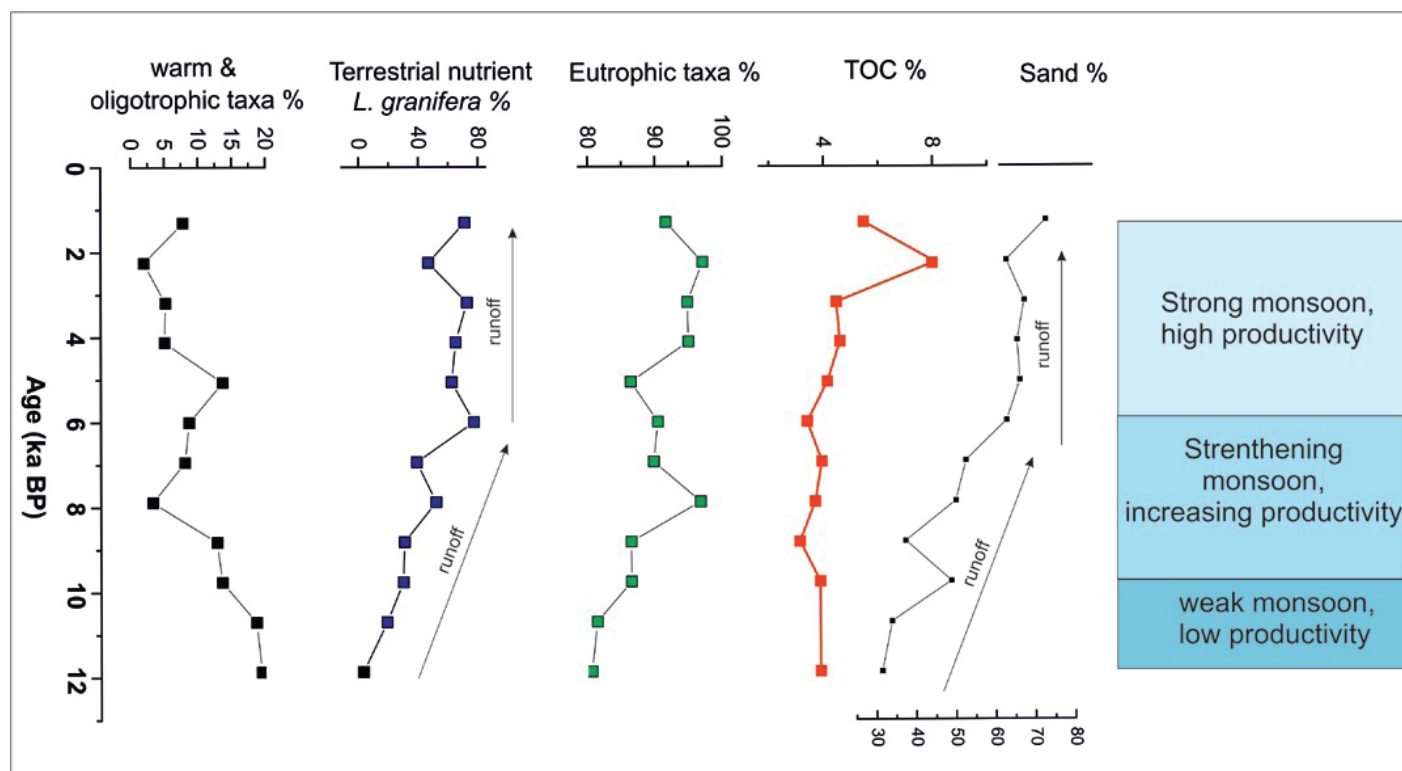 warm &
oligotrophic taxa %
Terrestrial nutrient
L. granifera %
Eutrophic taxa %
TOC %
Sand %
0 5 10 15 20
0 40 80
80 90 100
4 8
Age (ka BP)
0
2
4
6
8
10
12
runoff
runoff
runoff
runoff
30 40 50 60 70 80
Strong monsoon,
high productivity
Strenthening
monsoon,
increasing productivity
weak monsoon,
low productivity